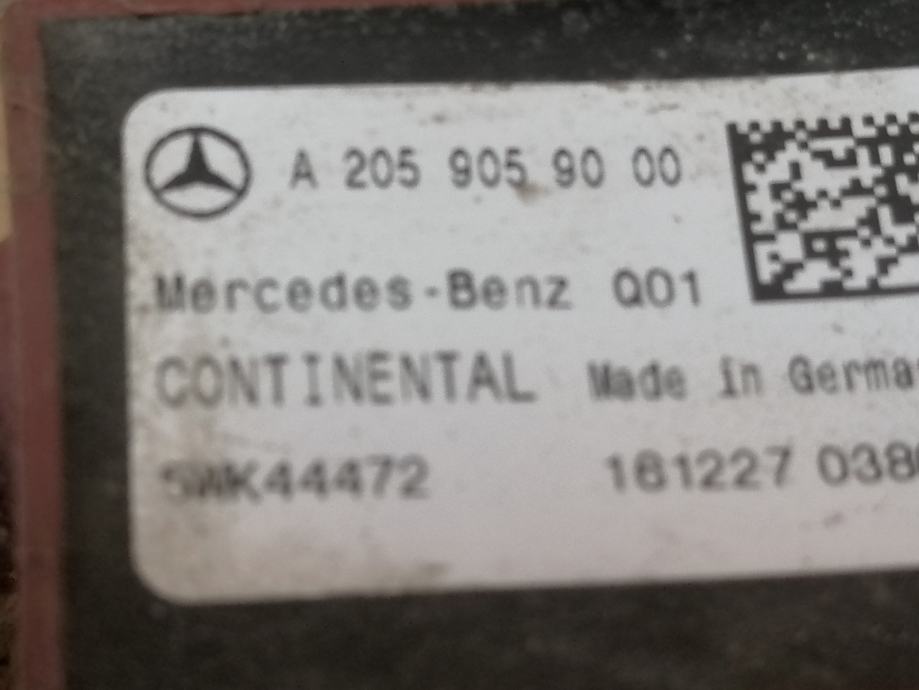 A 205 905 90 00
Mercedes-Benz Q01
CONTINENTAL Made in
5WK44472 161227